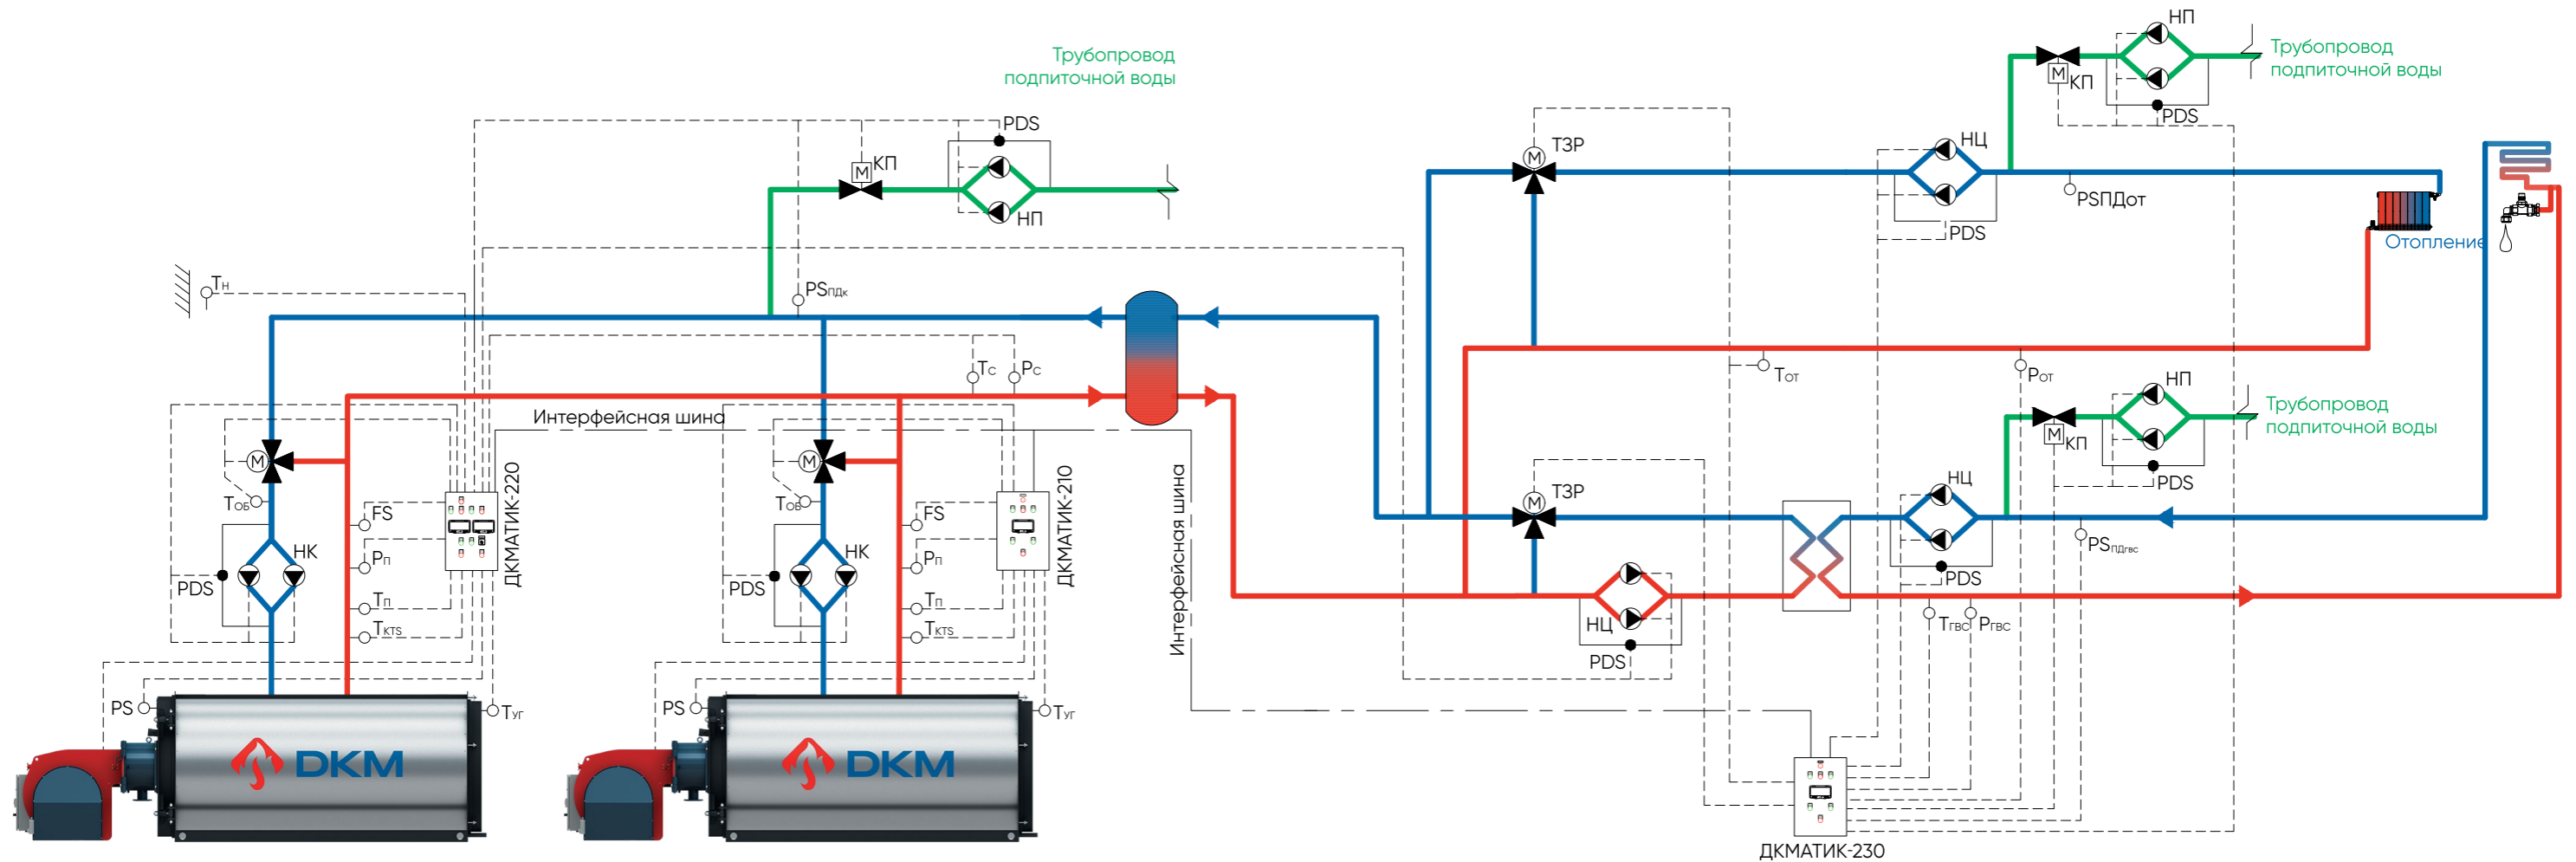 НП
Трубопровод
подпиточной воды
М
КП
PDS
Трубопровод
подпиточной воды
PDS
КП
М
НП
М
ТЗР
НЦ
PSПДот
PDS
Отопление
Тн
PSПДк
Тс
Рс
Тот
Рот
НП
Трубопровод
подпиточной воды
М
КП
PDS
Интерфейсная шина
М
Тоб
FS
НК
Рп
PDS
Тп
Тkts
ДКМАТИК-220
М
Тоб
FS
НК
Рп
PDS
Тп
Тkts
ДКМАТИК-210
Интерфейсная шина
М
ТЗР
НЦ
PDS
PSПДгвс
НЦ
PDS
Тгвс
Ргвс
PS
Туг
DKM
PS
Туг
DKM
ДКМАТИК-230